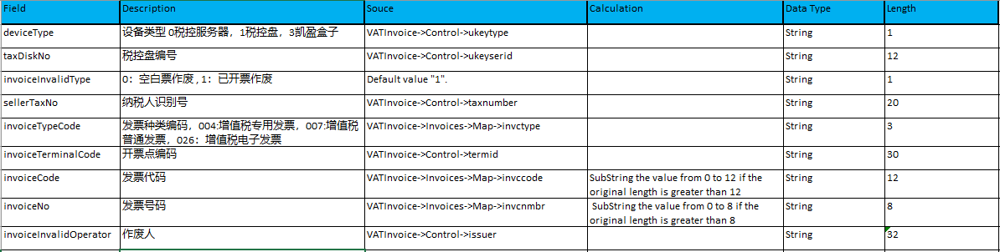 Field Description Souce Calculation Data Type Length
deviceType 设备类型 0税控服务器，1税控盘，3凯盈盒子 VATInvoice->Control->ukeytype String 1
taxDiskNo 税控盘编号 VATInvoice->Control->ukeyserid String 12
invoiceInvalidType 0：空白票作废 , 1：已开票作废 Default value "1". String 1
sellerTaxNo 纳税人识别号 VATInvoice->Control->taxnumber String 20
invoiceTypeCode 发票种类编码，004:增值税专用发票，007:增值税 VATInvoice->Invoices->Map->invctype String 3
普通发票，026：增值税电子发票
invoiceTerminalCode 开票点编码 VATInvoice->Control->termid String 30
invoiceCode 发票代码 VATInvoice->Invoices->Map->invccode SubString the value from 0 to 12 if the String 12
original length is greater than 12
invoiceNo 发票号码 VATInvoice->Invoices->Map->invcnmbr SubString the value from 0 to 8 if the String 8
original length is greater than 8
invoiceInvalidOperator 作废人 VATInvoice->Control->issuer String 32